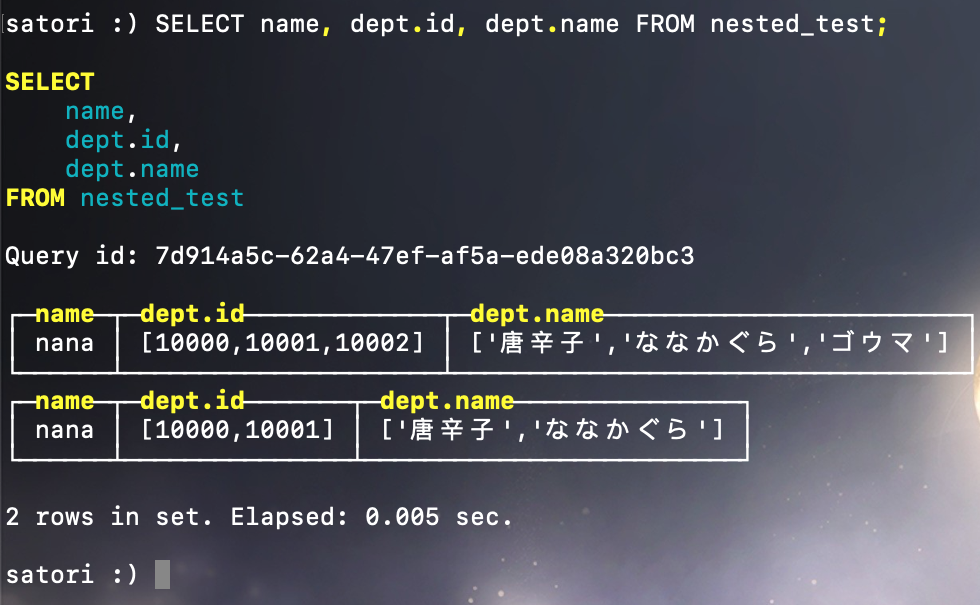 satori :) SELECT name, dept.id, dept.name FROM nested_test;
SELECT
name,
dept.id,
dept.name
FROM nested_test
Query id: 7d914a5c-62a4-47ef-af5a-ede08a320bc3
name dept.id dept.name
nana [10000,10001,10002] ['唐辛子','ななかぐら','ゴウマ']
name dept.id dept.name
nana [10000,10001] ['唐辛子','ななかぐら']
2 rows in set. Elapsed: 0.005 sec.
satori :)